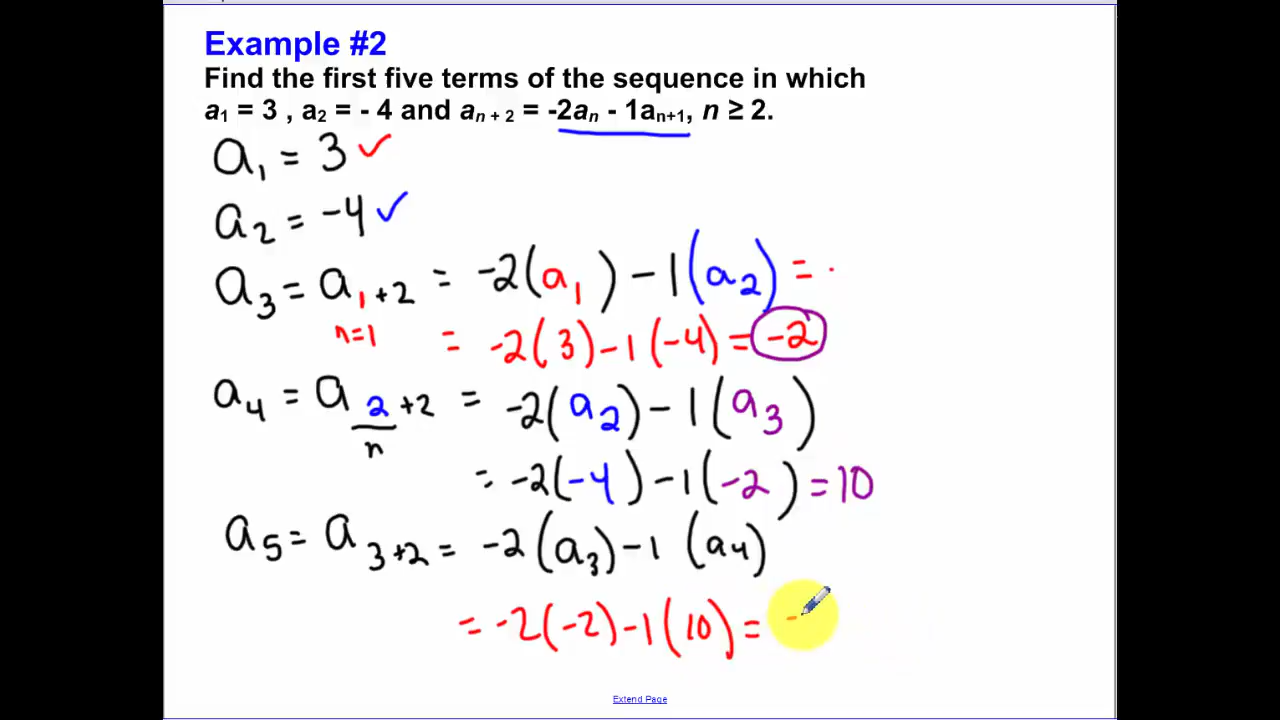 Example #2
Find the first five terms of the sequence in which
a1 = 3 , a2 = - 4 and an + 2 = -2an - 1an+1, n ≥ 2.
a1 = 3 ✓
a2 = -4 ✓
a3 = a1+2 = -2(a1) - 1(a2) =
n=1 = -2(3) - 1(-4) = -2
a4 = a2+2 = -2(a2) - 1(a3)
n
= -2(-4) - 1(-2) = 10
a5 = a3+2 = -2(a3) - 1(a4)
= -2(-2) - 1(10) = -
Extend Page